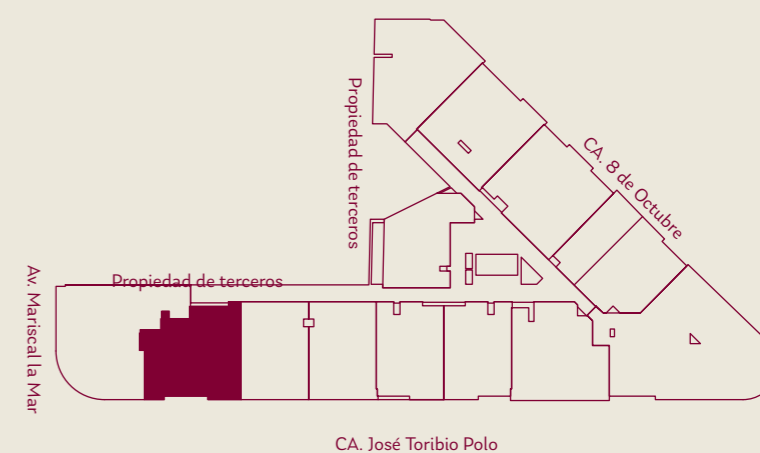 Propiedad de terceros
CA. 8 de Octubre
Propiedad de terceros
Av. Mariscal la Mar
CA. José Toribio Polo